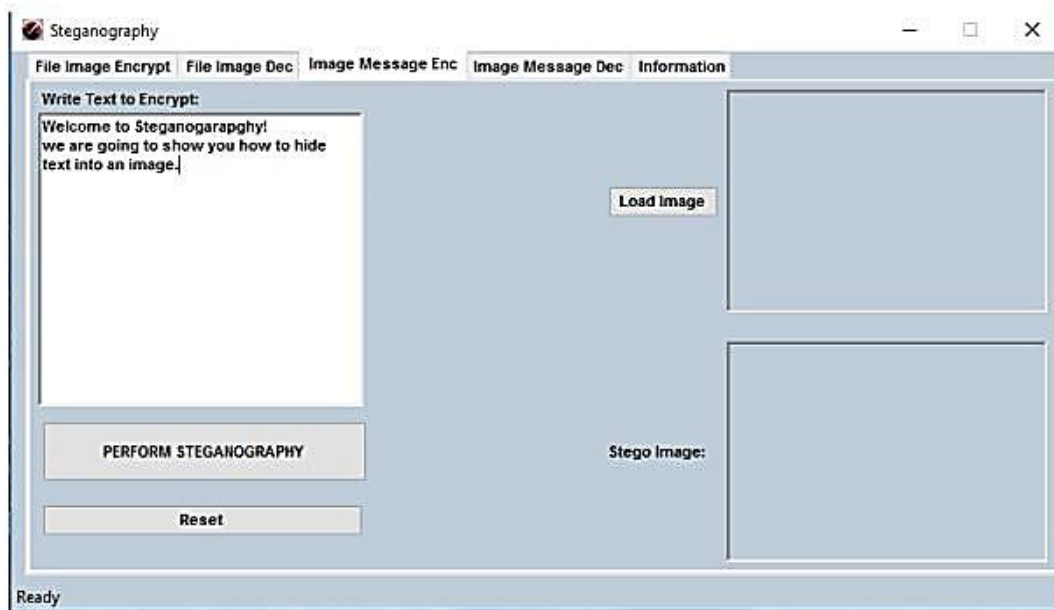 Steganography
File Image Encrypt File Image Dec Image Message Enc Image Message Dec Information
Write Text to Encrypt:
Welcome to Steganogarapghy!
we are going to show you how to hide
text into an image.
Load Image
PERFORM STEGANOGRAPHY
Stego Image:
Reset
Ready